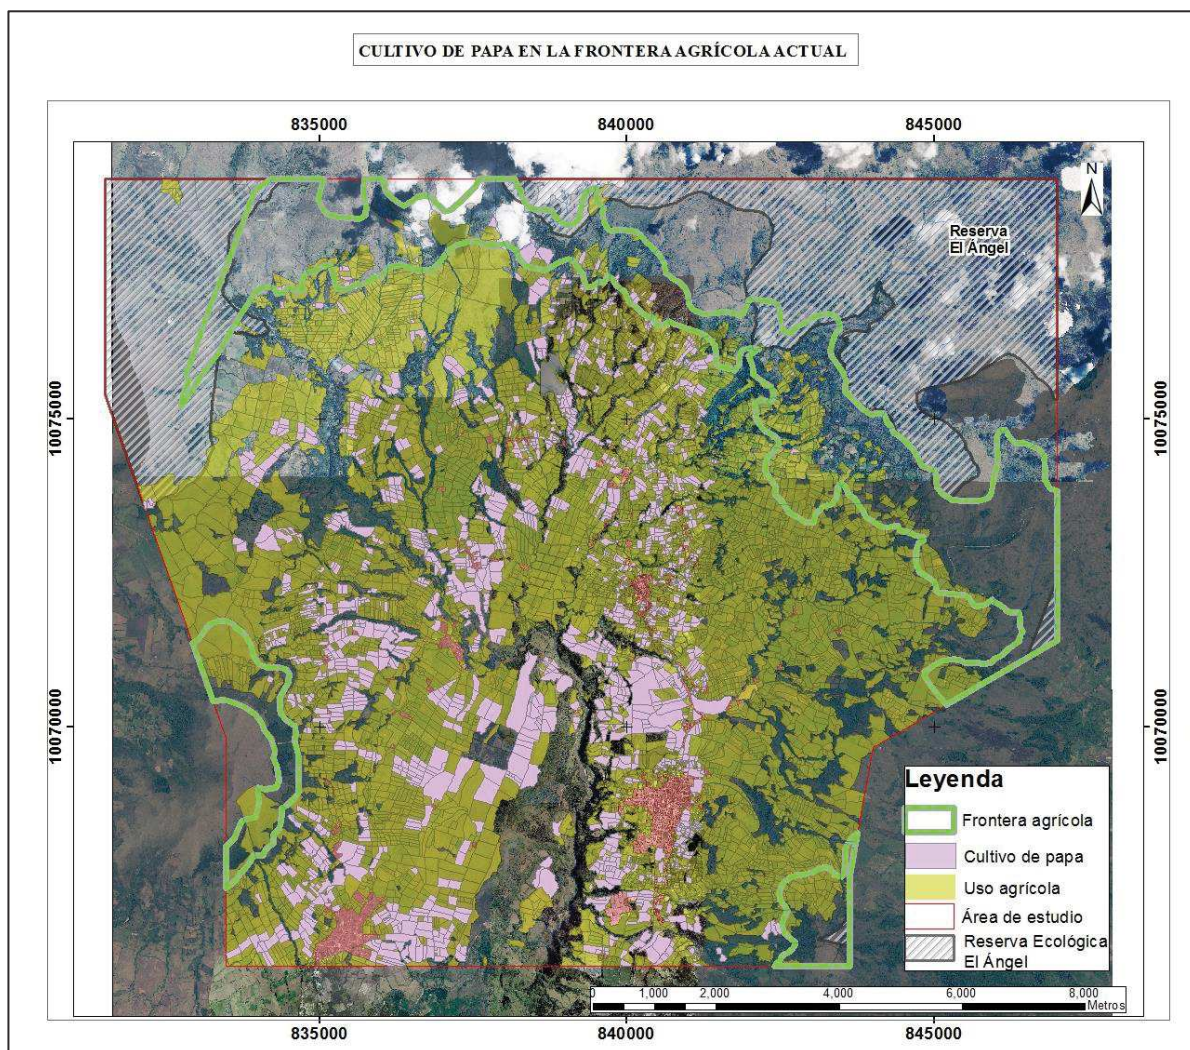 CULTIVO DE PAPA EN LA FRONTERA AGRÍCOLA ACTUAL
835000 840000 845000
N
Reserva
El Ángel
10075000 10075000
10070000 10070000
Leyenda
Frontera agrícola
Cultivo de papa
Uso agrícola
Área de estudio
Reserva Ecológica
El Ángel
0 1,000 2,000 4,000 6,000 8,000
Metros
835000 840000 845000